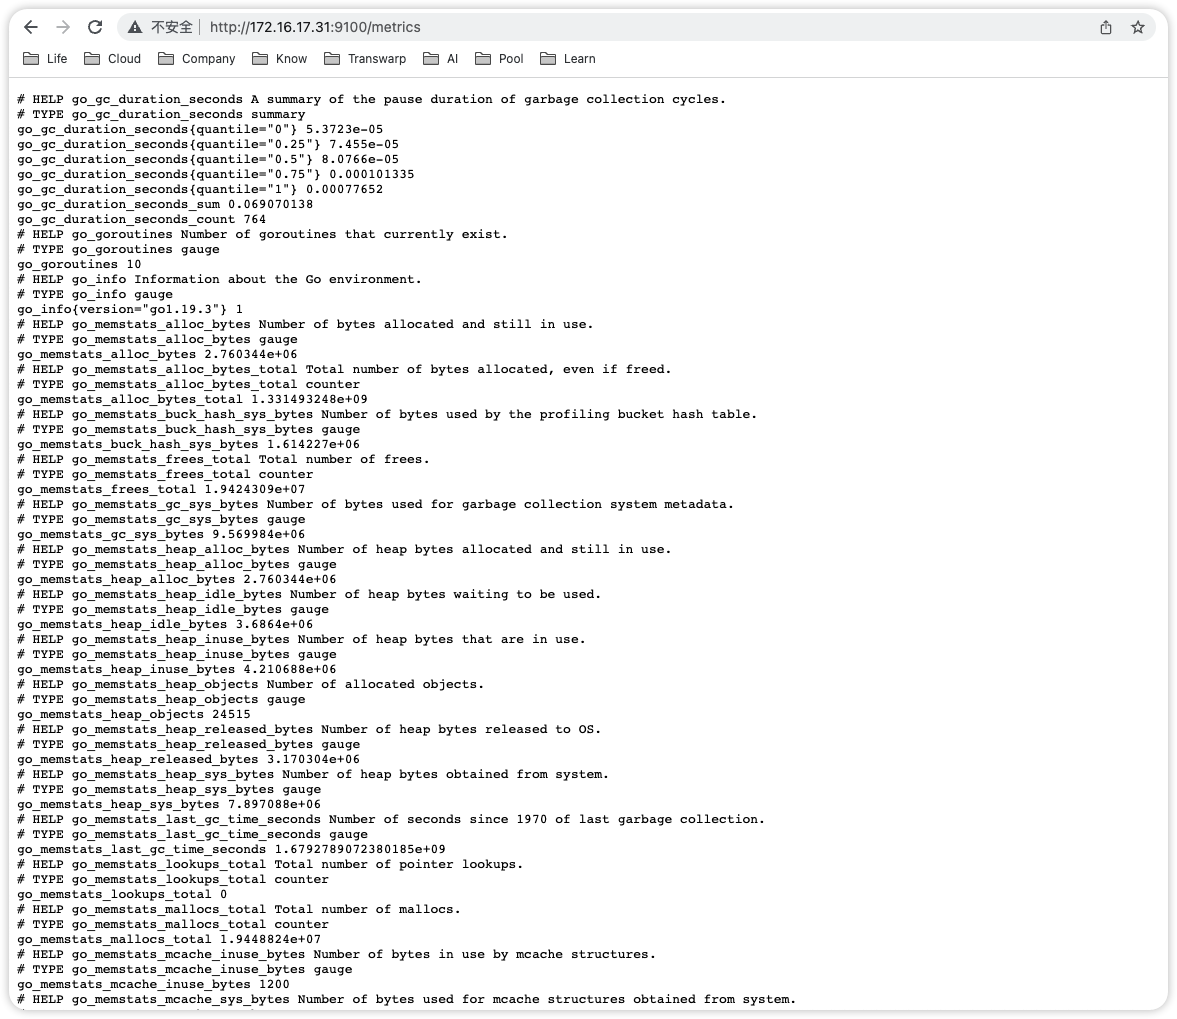 不安全 http://172.16.17.31:9100/metrics
Life Cloud Company Know Transwarp AI Pool Learn
# HELP go_gc_duration_seconds A summary of the pause duration of garbage collection cycles.
# TYPE go_gc_duration_seconds summary
go_gc_duration_seconds{quantile="0"} 5.3723e-05
go_gc_duration_seconds{quantile="0.25"} 7.455e-05
go_gc_duration_seconds{quantile="0.5"} 8.0766e-05
go_gc_duration_seconds{quantile="0.75"} 0.000101335
go_gc_duration_seconds{quantile="1"} 0.00077652
go_gc_duration_seconds_sum 0.069070138
go_gc_duration_seconds_count 764
# HELP go_goroutines Number of goroutines that currently exist.
# TYPE go_goroutines gauge
go_goroutines 10
# HELP go_info Information about the Go environment.
# TYPE go_info gauge
go_info{version="go1.19.3"} 1
# HELP go_memstats_alloc_bytes Number of bytes allocated and still in use.
# TYPE go_memstats_alloc_bytes gauge
go_memstats_alloc_bytes 2.760344e+06
# HELP go_memstats_alloc_bytes_total Total number of bytes allocated, even if freed.
# TYPE go_memstats_alloc_bytes_total counter
go_memstats_alloc_bytes_total 1.331493248e+09
# HELP go_memstats_buck_hash_sys_bytes Number of bytes used by the profiling bucket hash table.
# TYPE go_memstats_buck_hash_sys_bytes gauge
go_memstats_buck_hash_sys_bytes 1.614227e+06
# HELP go_memstats_frees_total Total number of frees.
# TYPE go_memstats_frees_total counter
go_memstats_frees_total 1.9424309e+07
# HELP go_memstats_gc_sys_bytes Number of bytes used for garbage collection system metadata.
# TYPE go_memstats_gc_sys_bytes gauge
go_memstats_gc_sys_bytes 9.569984e+06
# HELP go_memstats_heap_alloc_bytes Number of heap bytes allocated and still in use.
# TYPE go_memstats_heap_alloc_bytes gauge
go_memstats_heap_alloc_bytes 2.760344e+06
# HELP go_memstats_heap_idle_bytes Number of heap bytes waiting to be used.
# TYPE go_memstats_heap_idle_bytes gauge
go_memstats_heap_idle_bytes 3.6864e+06
# HELP go_memstats_heap_inuse_bytes Number of heap bytes that are in use.
# TYPE go_memstats_heap_inuse_bytes gauge
go_memstats_heap_inuse_bytes 4.210688e+06
# HELP go_memstats_heap_objects Number of allocated objects.
# TYPE go_memstats_heap_objects gauge
go_memstats_heap_objects 24515
# HELP go_memstats_heap_released_bytes Number of heap bytes released to OS.
# TYPE go_memstats_heap_released_bytes gauge
go_memstats_heap_released_bytes 3.170304e+06
# HELP go_memstats_heap_sys_bytes Number of heap bytes obtained from system.
# TYPE go_memstats_heap_sys_bytes gauge
go_memstats_heap_sys_bytes 7.897088e+06
# HELP go_memstats_last_gc_time_seconds Number of seconds since 1970 of last garbage collection.
# TYPE go_memstats_last_gc_time_seconds gauge
go_memstats_last_gc_time_seconds 1.6792789072380185e+09
# HELP go_memstats_lookups_total Total number of pointer lookups.
# TYPE go_memstats_lookups_total counter
go_memstats_lookups_total 0
# HELP go_memstats_mallocs_total Total number of mallocs.
# TYPE go_memstats_mallocs_total counter
go_memstats_mallocs_total 1.9448824e+07
# HELP go_memstats_mcache_inuse_bytes Number of bytes in use by mcache structures.
# TYPE go_memstats_mcache_inuse_bytes gauge
go_memstats_mcache_inuse_bytes 1200
# HELP go_memstats_mcache_sys_bytes Number of bytes used for mcache structures obtained from system.